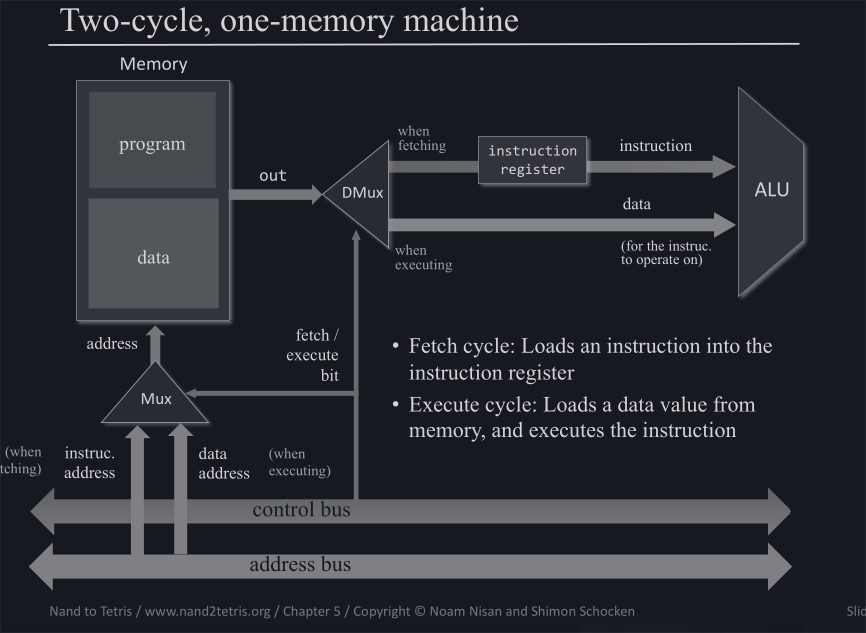 Two-cycle, one-memory machine
Memory
program
data
out
DMux
when
fetching
instruction
register
instruction
data
(for the instruc.
to operate on)
when
executing
ALU
address
Mux
fetch /
execute
bit
• Fetch cycle: Loads an instruction into the
instruction register
• Execute cycle: Loads a data value from
memory, and executes the instruction
(when
tching)
instruc.
address
data
address
(when
executing)
control bus
address bus
Nand to Tetris / www.nand2tetris.org / Chapter 5 / Copyright © Noam Nisan and Shimon Schocken